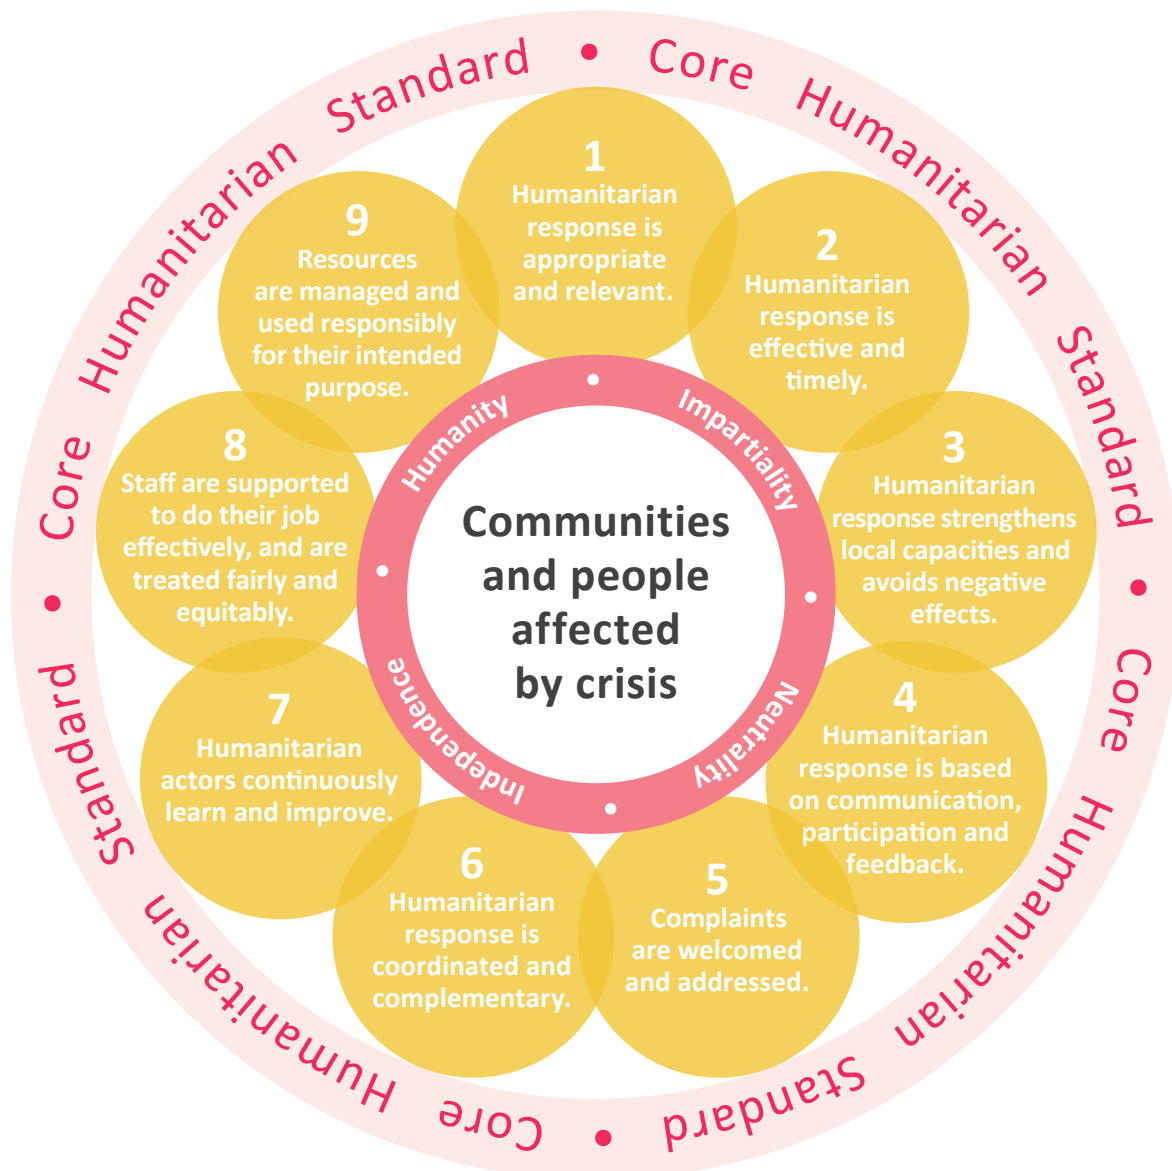 Core Humanitarian Standard • Core Humanitarian Standard • Core Humanitarian Standard • Core Humanitarian Standard •
1
Humanitarian
response is
appropriate
and relevant.
2
Humanitarian
response is
effective and
timely.
3
Humanitarian
response strengthens
local capacities and
avoids negative
effects.
4
Humanitarian
response is based
on communication,
participation and
feedback.
5
Complaints
are welcomed
and addressed.
6
Humanitarian
response is
coordinated and
complementary.
7
Humanitarian
actors continuously
learn and improve.
8
Staff are supported
to do their job
effectively, and are
treated fairly and
equitably.
9
Resources
are managed and
used responsibly
for their intended
purpose.
Humanity • Impartiality • Neutrality • Independence •
Communities
and people
affected
by crisis